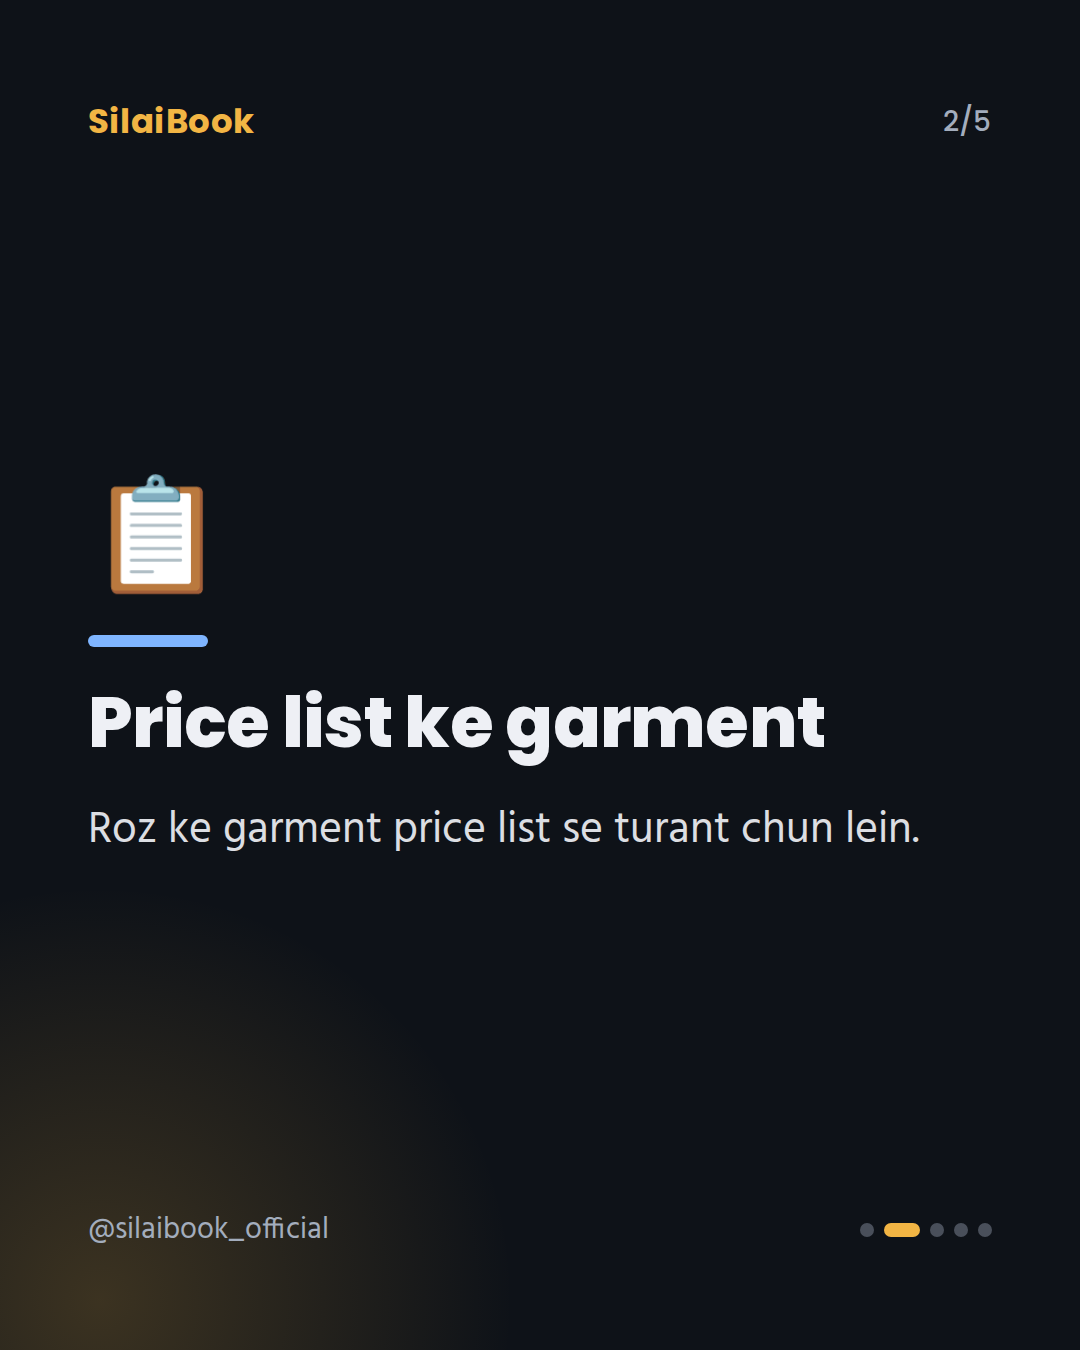 SilaiBook
2/5
Price list ke garment
Roz ke garment price list se turant chun lein.
@silaibook_official